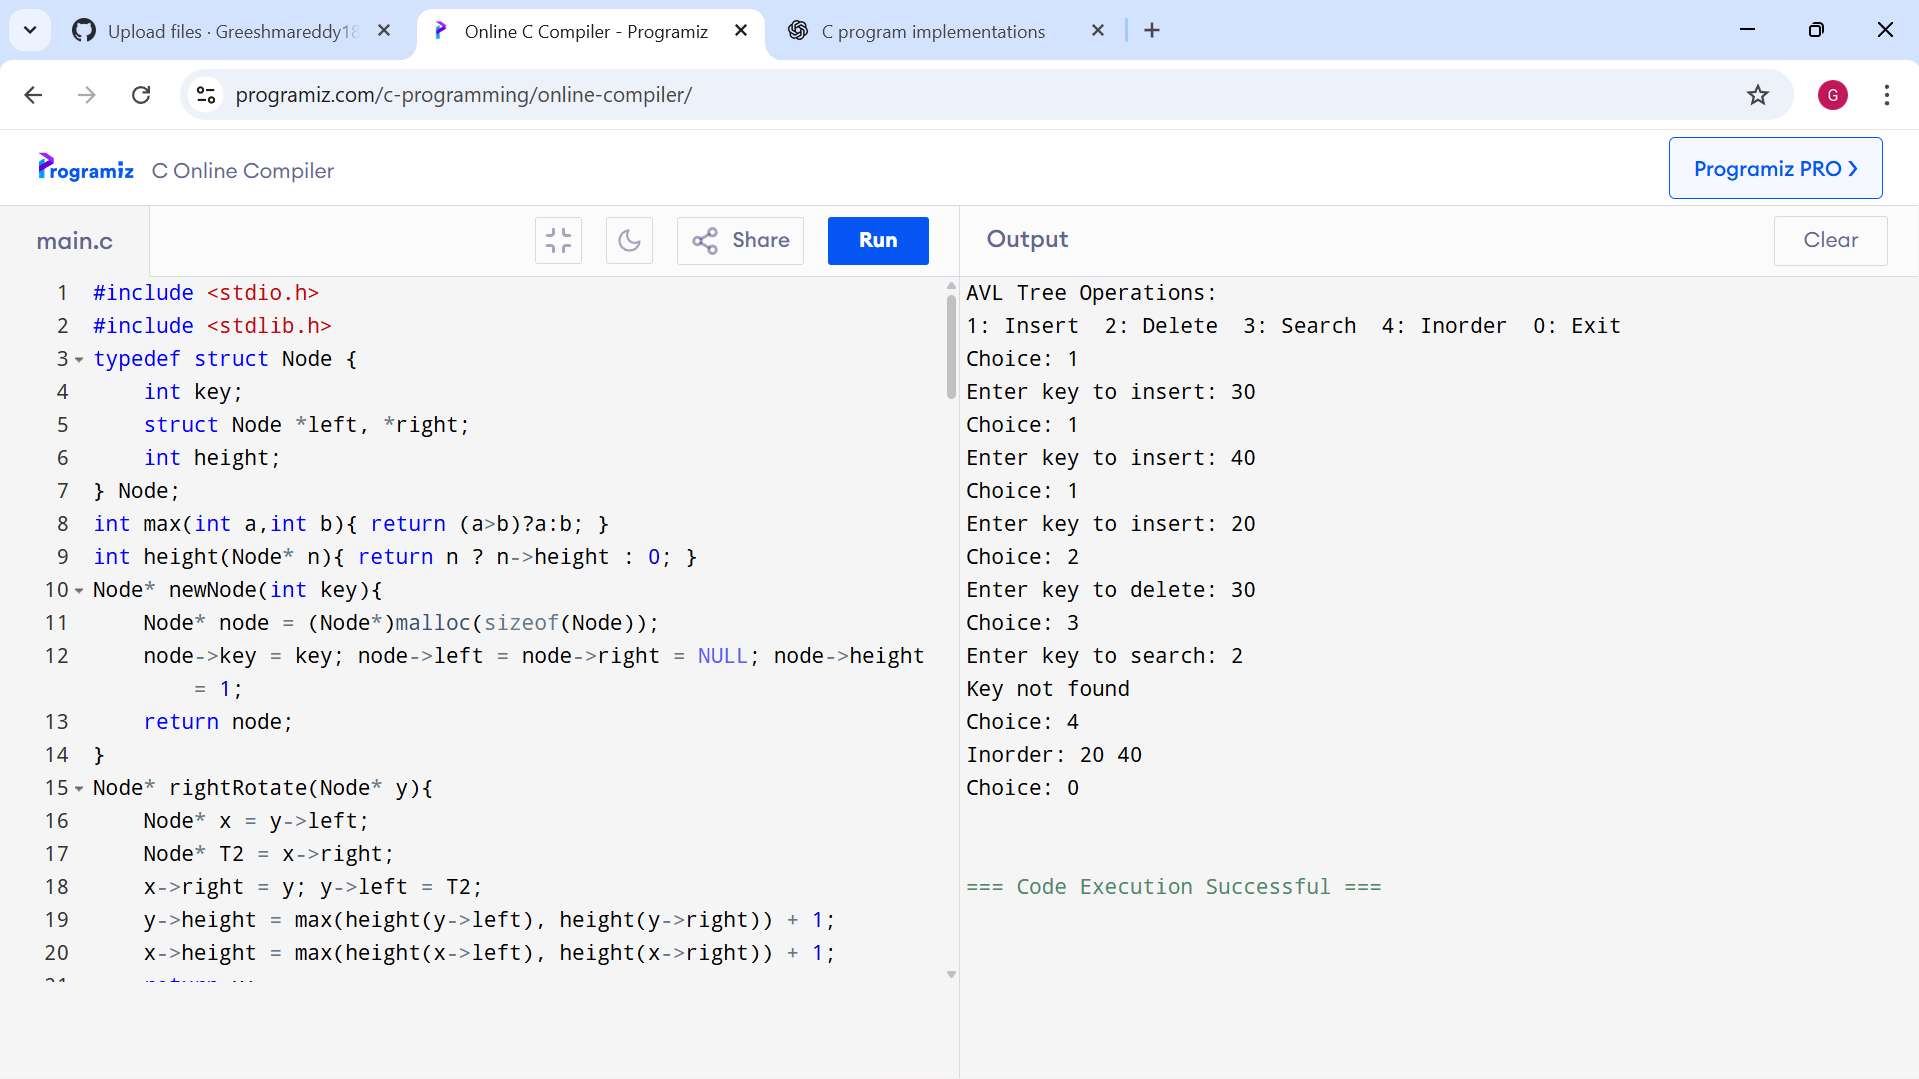 Upload files · Greeshmareddy18
Online C Compiler - Programiz
C program implementations
programiz.com/c-programming/online-compiler/
G
Programiz C Online Compiler
Programiz PRO ❯
main.c
Share
Run
Output
Clear
1 #include <stdio.h>
2 #include <stdlib.h>
3 typedef struct Node {
4 int key;
5 struct Node *left, *right;
6 int height;
7 } Node;
8 int max(int a,int b){ return (a>b)?a:b; }
9 int height(Node* n){ return n ? n->height : 0; }
10 Node* newNode(int key){
11 Node* node = (Node*)malloc(sizeof(Node));
12 node->key = key; node->left = node->right = NULL; node->height
= 1;
13 return node;
14 }
15 Node* rightRotate(Node* y){
16 Node* x = y->left;
17 Node* T2 = x->right;
18 x->right = y; y->left = T2;
19 y->height = max(height(y->left), height(y->right)) + 1;
20 x->height = max(height(x->left), height(x->right)) + 1;
AVL Tree Operations:
1: Insert  2: Delete  3: Search  4: Inorder  0: Exit
Choice: 1
Enter key to insert: 30
Choice: 1
Enter key to insert: 40
Choice: 1
Enter key to insert: 20
Choice: 2
Enter key to delete: 30
Choice: 3
Enter key to search: 2
Key not found
Choice: 4
Inorder: 20 40
Choice: 0
=== Code Execution Successful ===